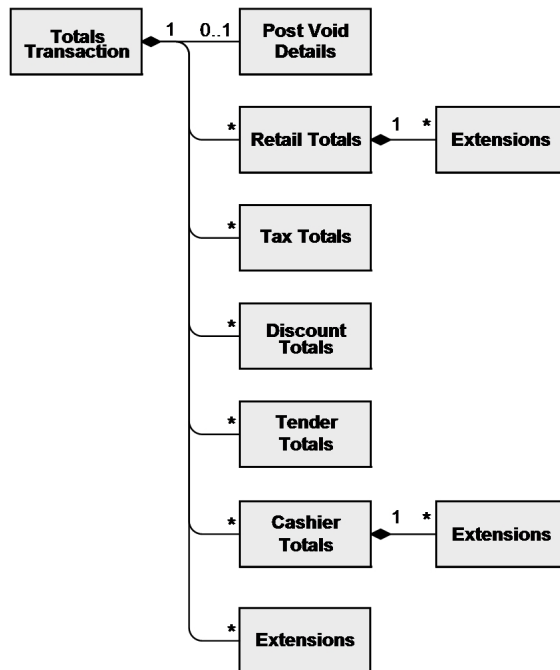 Totals
Transaction
1
0..1
Post Void
Details
*
Retail Totals
1
*
Extensions
*
Tax Totals
*
Discount
Totals
*
Tender
Totals
*
Cashier
Totals
1
*
Extensions
*
Extensions